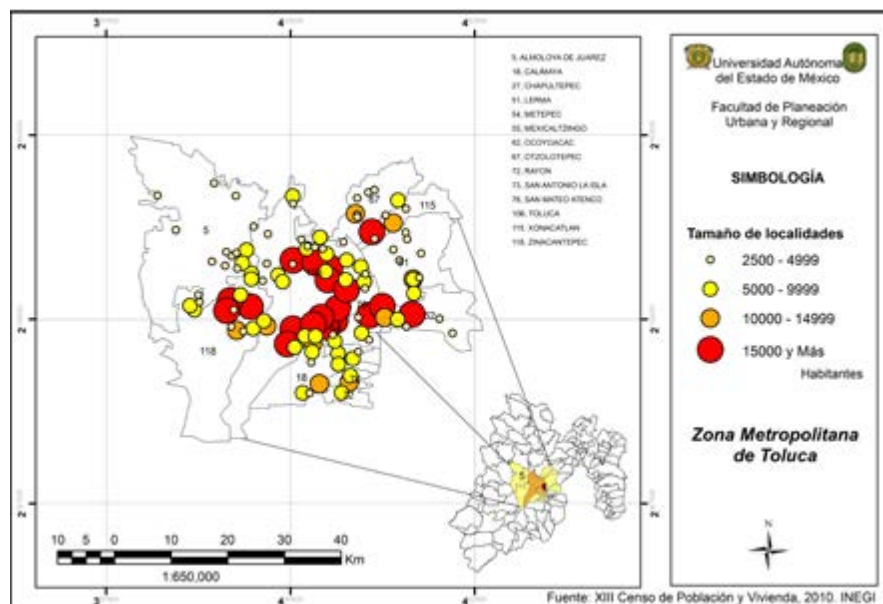 5, ALMOLOYA DE JUAREZ
18, CALIMAYA
27, CHAPULTEPEC
51, LERMA
54, METEPEC
55, MEXICALTZINGO
62, OCOYOACAC
67, OTZOLOTEPEC
72, RAYON
73, SAN ANTONIO LA ISLA
76, SAN MATEO ATENCO
106, TOLUCA
115, XONACATLAN
118, ZINACANTEPEC
67
115
5
118
18
5
10 5 0 10 20 30 40
Km
1:650,000
Universidad Autónoma
del Estado de México
Facultad de Planeación
Urbana y Regional
SIMBOLOGÍA
Tamaño de localidades
2500 - 4999
5000 - 9999
10000 - 14999
15000 y Más
Habitantes
Zona Metropolitana
de Toluca
N
Fuente: XIII Censo de Población y Vivienda, 2010. INEGI